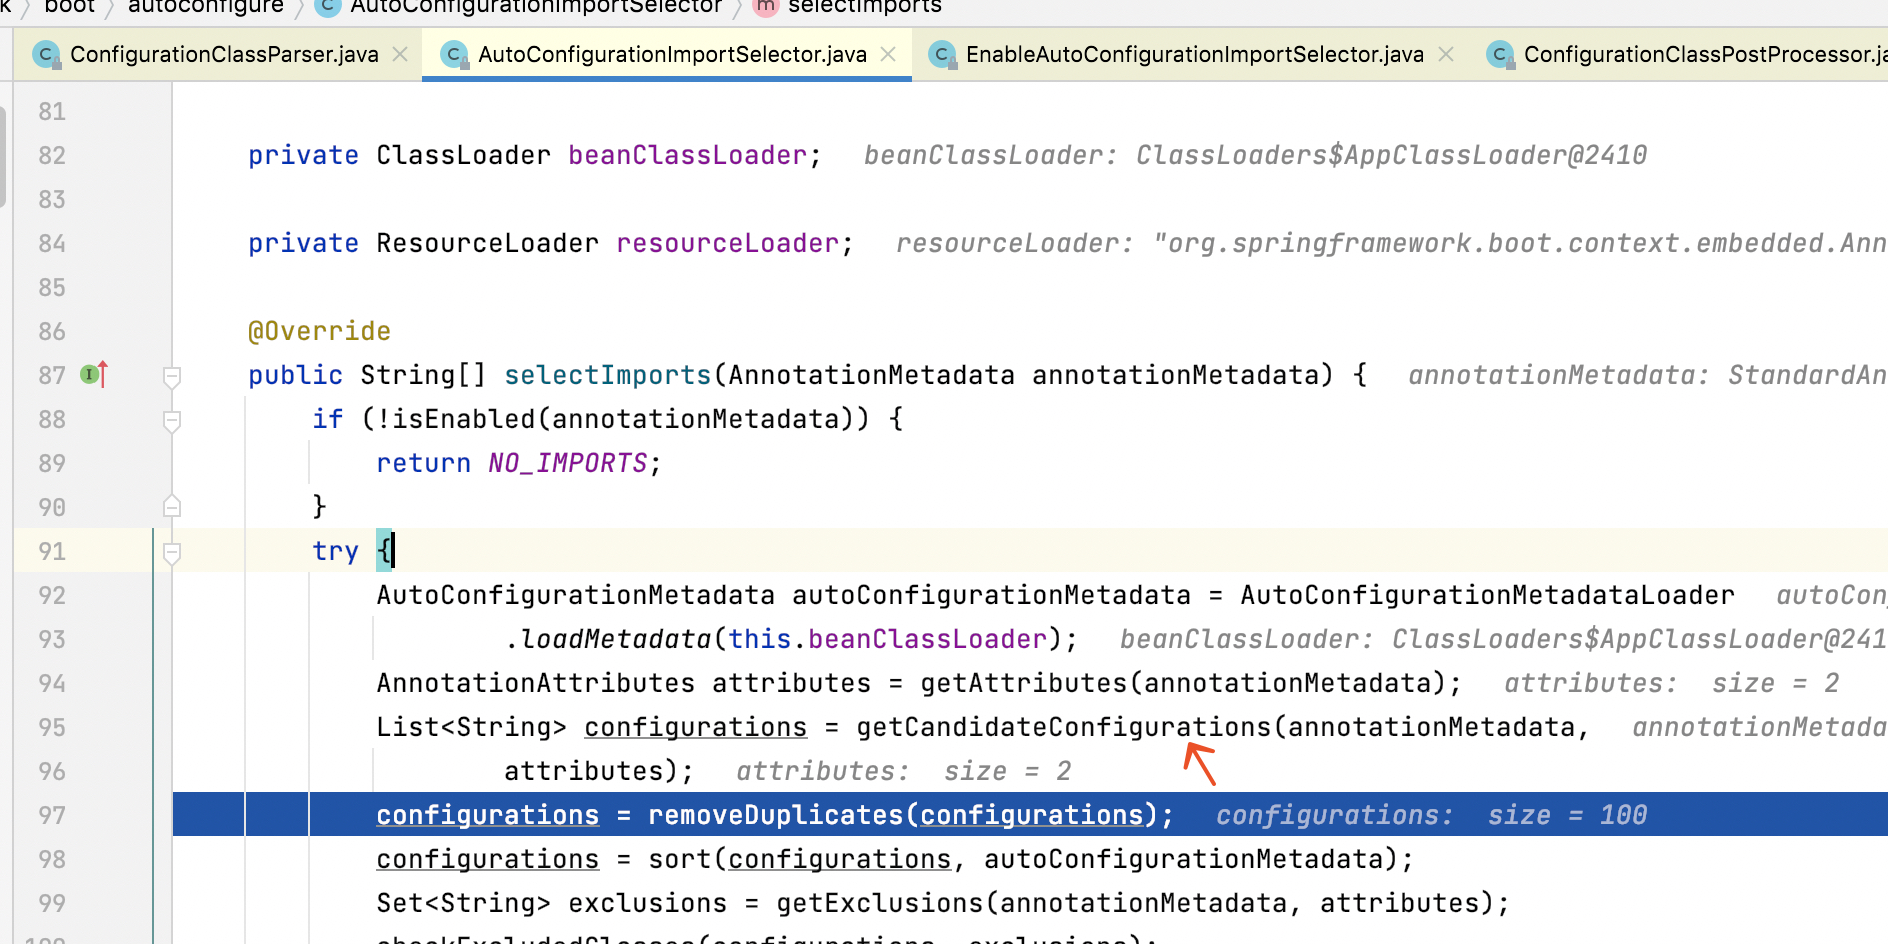 k > boot > autoconfigure > C AutoConfigurationImportSelector > m selectImports
C ConfigurationClassParser.java × C AutoConfigurationImportSelector.java × C EnableAutoConfigurationImportSelector.java × C ConfigurationClassPostProcessor.ja
81
82 private ClassLoader beanClassLoader; beanClassLoader: ClassLoaders$AppClassLoader@2410
83
84 private ResourceLoader resourceLoader; resourceLoader: "org.springframework.boot.context.embedded.Ann
85
86 @Override
87 I public String[] selectImports(AnnotationMetadata annotationMetadata) { annotationMetadata: StandardAn
88 if (!isEnabled(annotationMetadata)) {
89 return NO_IMPORTS;
90 }
91 try {
92 AutoConfigurationMetadata autoConfigurationMetadata = AutoConfigurationMetadataLoader autoCon
93 .loadMetadata(this.beanClassLoader); beanClassLoader: ClassLoaders$AppClassLoader@241
94 AnnotationAttributes attributes = getAttributes(annotationMetadata); attributes: size = 2
95 List<String> configurations = getCandidateConfigurations(annotationMetadata, annotationMetada
96 attributes); attributes: size = 2
97 configurations = removeDuplicates(configurations); configurations: size = 100
98 configurations = sort(configurations, autoConfigurationMetadata);
99 Set<String> exclusions = getExclusions(annotationMetadata, attributes);
100 checkExcludedClasses(configurations, exclusions);